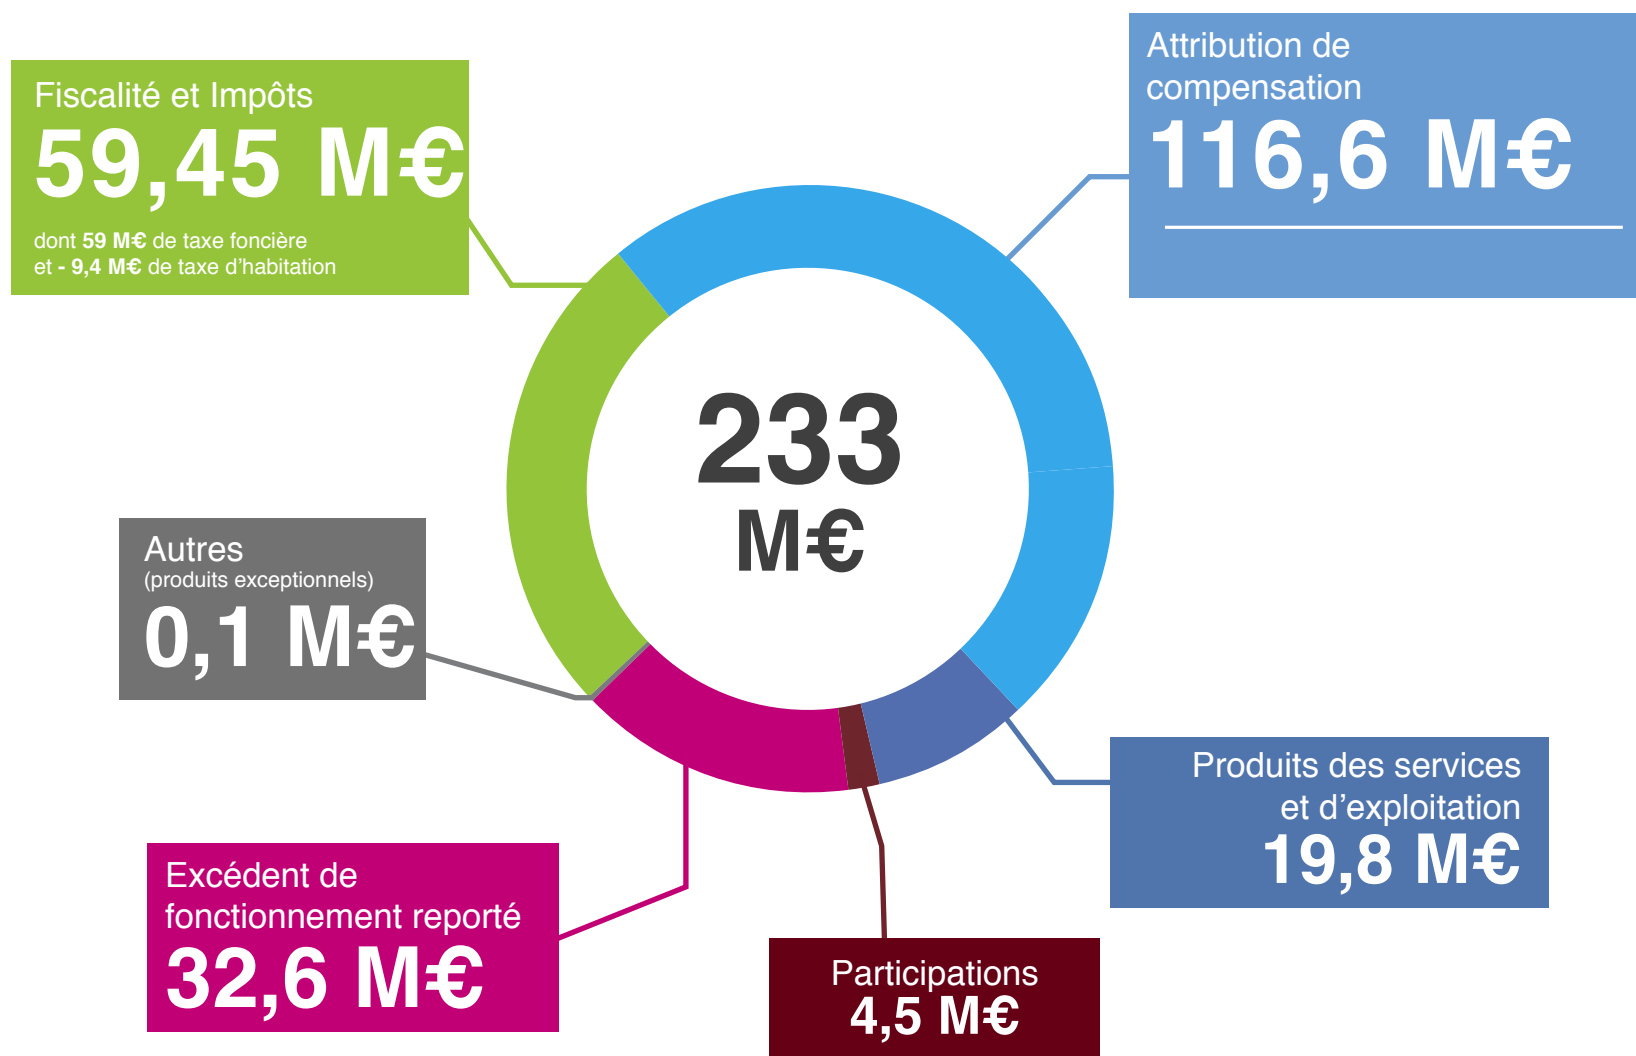 Fiscalité et Impôts
59,45 M€
dont 59 M€ de taxe foncière
et - 9,4 M€ de taxe d’habitation
Attribution de
compensation
116,6 M€
233
M€
Autres
(produits exceptionnels)
0,1 M€
Produits des services
et d’exploitation
19,8 M€
Excédent de
fonctionnement reporté
32,6 M€
Participations
4,5 M€